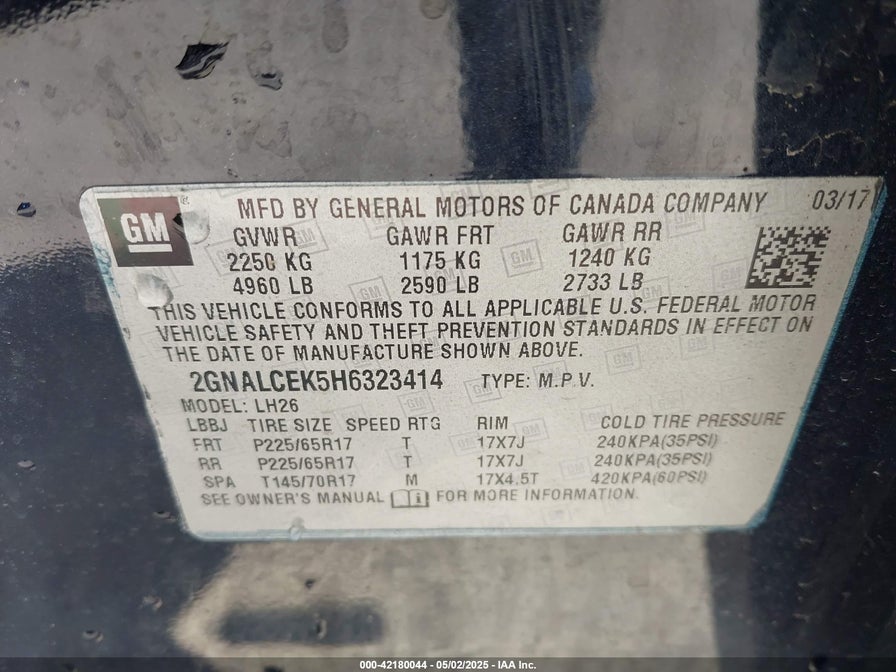 GM
MFD BY GENERAL MOTORS OF CANADA COMPANY 03/17
GVWR GAWR FRT GAWR RR
2250 KG 1175 KG 1240 KG
4960 LB 2590 LB 2733 LB
THIS VEHICLE CONFORMS TO ALL APPLICABLE U.S. FEDERAL MOTOR
VEHICLE SAFETY AND THEFT PREVENTION STANDARDS IN EFFECT ON
THE DATE OF MANUFACTURE SHOWN ABOVE.
2GNALCEK5H6323414 TYPE: M.P.V.
MODEL: LH26
LBBJ TIRE SIZE SPEED RTG RIM COLD TIRE PRESSURE
FRT P225/65R17 T 17X7J 240KPA(35PSI)
RR P225/65R17 T 17X7J 240KPA(35PSI)
SPA T145/70R17 M 17X4.5T 420KPA(60PSI)
SEE OWNER'S MANUAL FOR MORE INFORMATION.
000-42180044 / 05/02/2025 - IAA Inc.